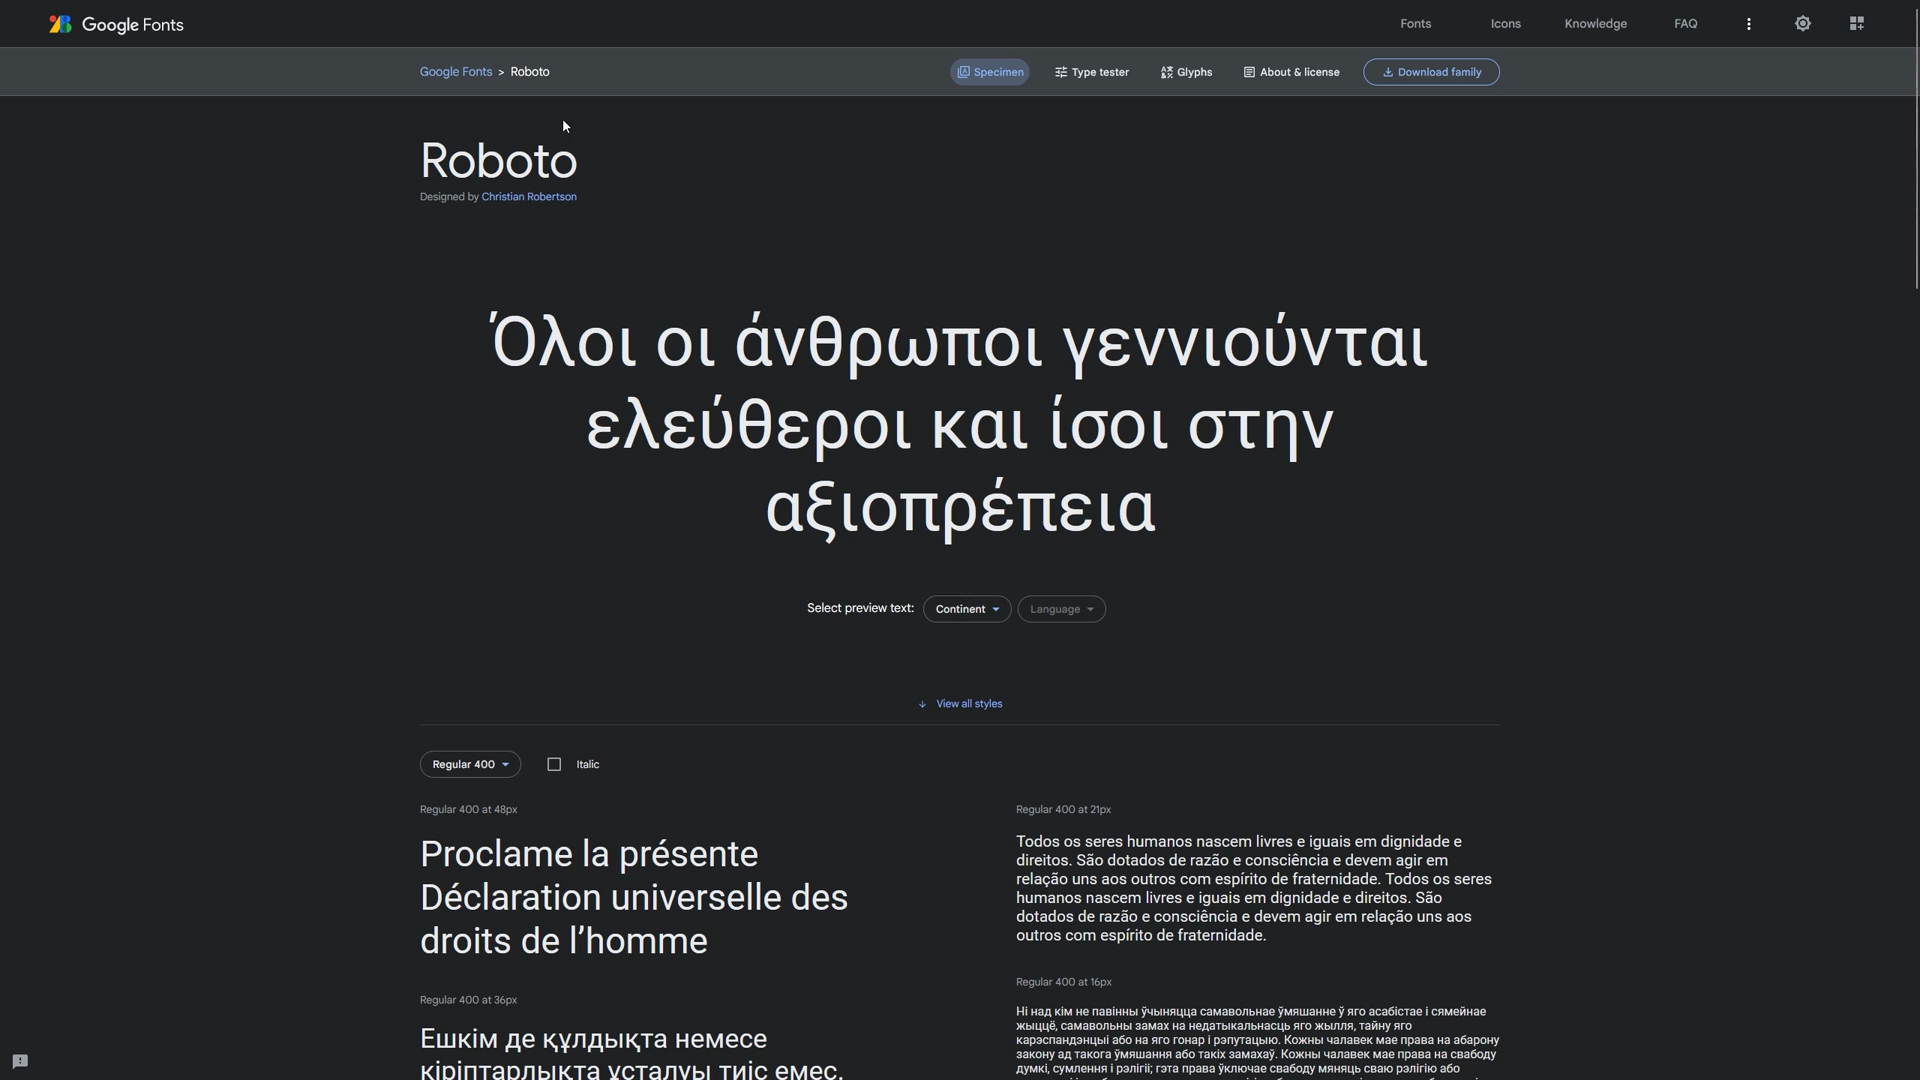 Google Fonts
Fonts
Icons
Knowledge
FAQ
Google Fonts > Roboto
Specimen
Type tester
Glyphs
About & license
Download family
Roboto
Designed by Christian Robertson
Όλοι οι άνθρωποι γεννιούνται
ελεύθεροι και ίσοι στην
αξιοπρέπεια
Select preview text:
Continent
Language
View all styles
Regular 400
Italic
Regular 400 at 48px
Proclame la présente
Déclaration universelle des
droits de l’homme
Regular 400 at 36px
Ешкім де құлдықта немесе
кіріптарлықта ұсталуы тиіс емес.
Regular 400 at 21px
Todos os seres humanos nascem livres e iguais em dignidade e
direitos. São dotados de razão e consciência e devem agir em
relação uns aos outros com espírito de fraternidade. Todos os seres
humanos nascem livres e iguais em dignidade e direitos. São
dotados de razão e consciência e devem agir em relação uns aos
outros com espírito de fraternidade.
Regular 400 at 16px
Ні над кім не павінны ўчыняцца самавольнае ўмяшанне ў яго асабістае і сямейнае
жыццё, самавольны замах на недатыкальнасць яго жылля, тайну яго
карэспандэнцыі або на яго гонар і рэпутацыю. Кожны чалавек мае права на абарону
закону ад такога ўмяшання або такіх замахаў. Кожны чалавек мае права на свабоду
думкі, сумлення і рэлігіі; гэта права ўключае свабоду мяняць сваю рэлігію або